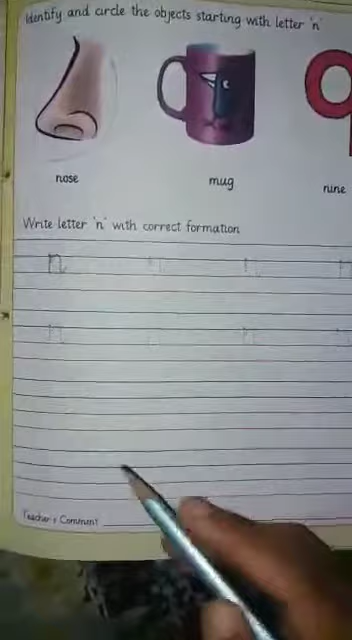 Identify and circle the objects starting with letter 'n'
nose
mug
nine
Write letter 'n' with correct formation
n n n n
n n n n
Teacher's Comment